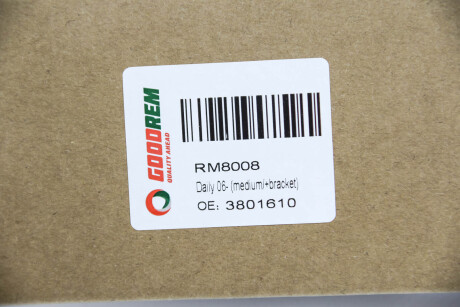 GOODREM
QUALITY AHEAD
RM8008
Daily 06- (medium/+bracket)
OE: 3801610